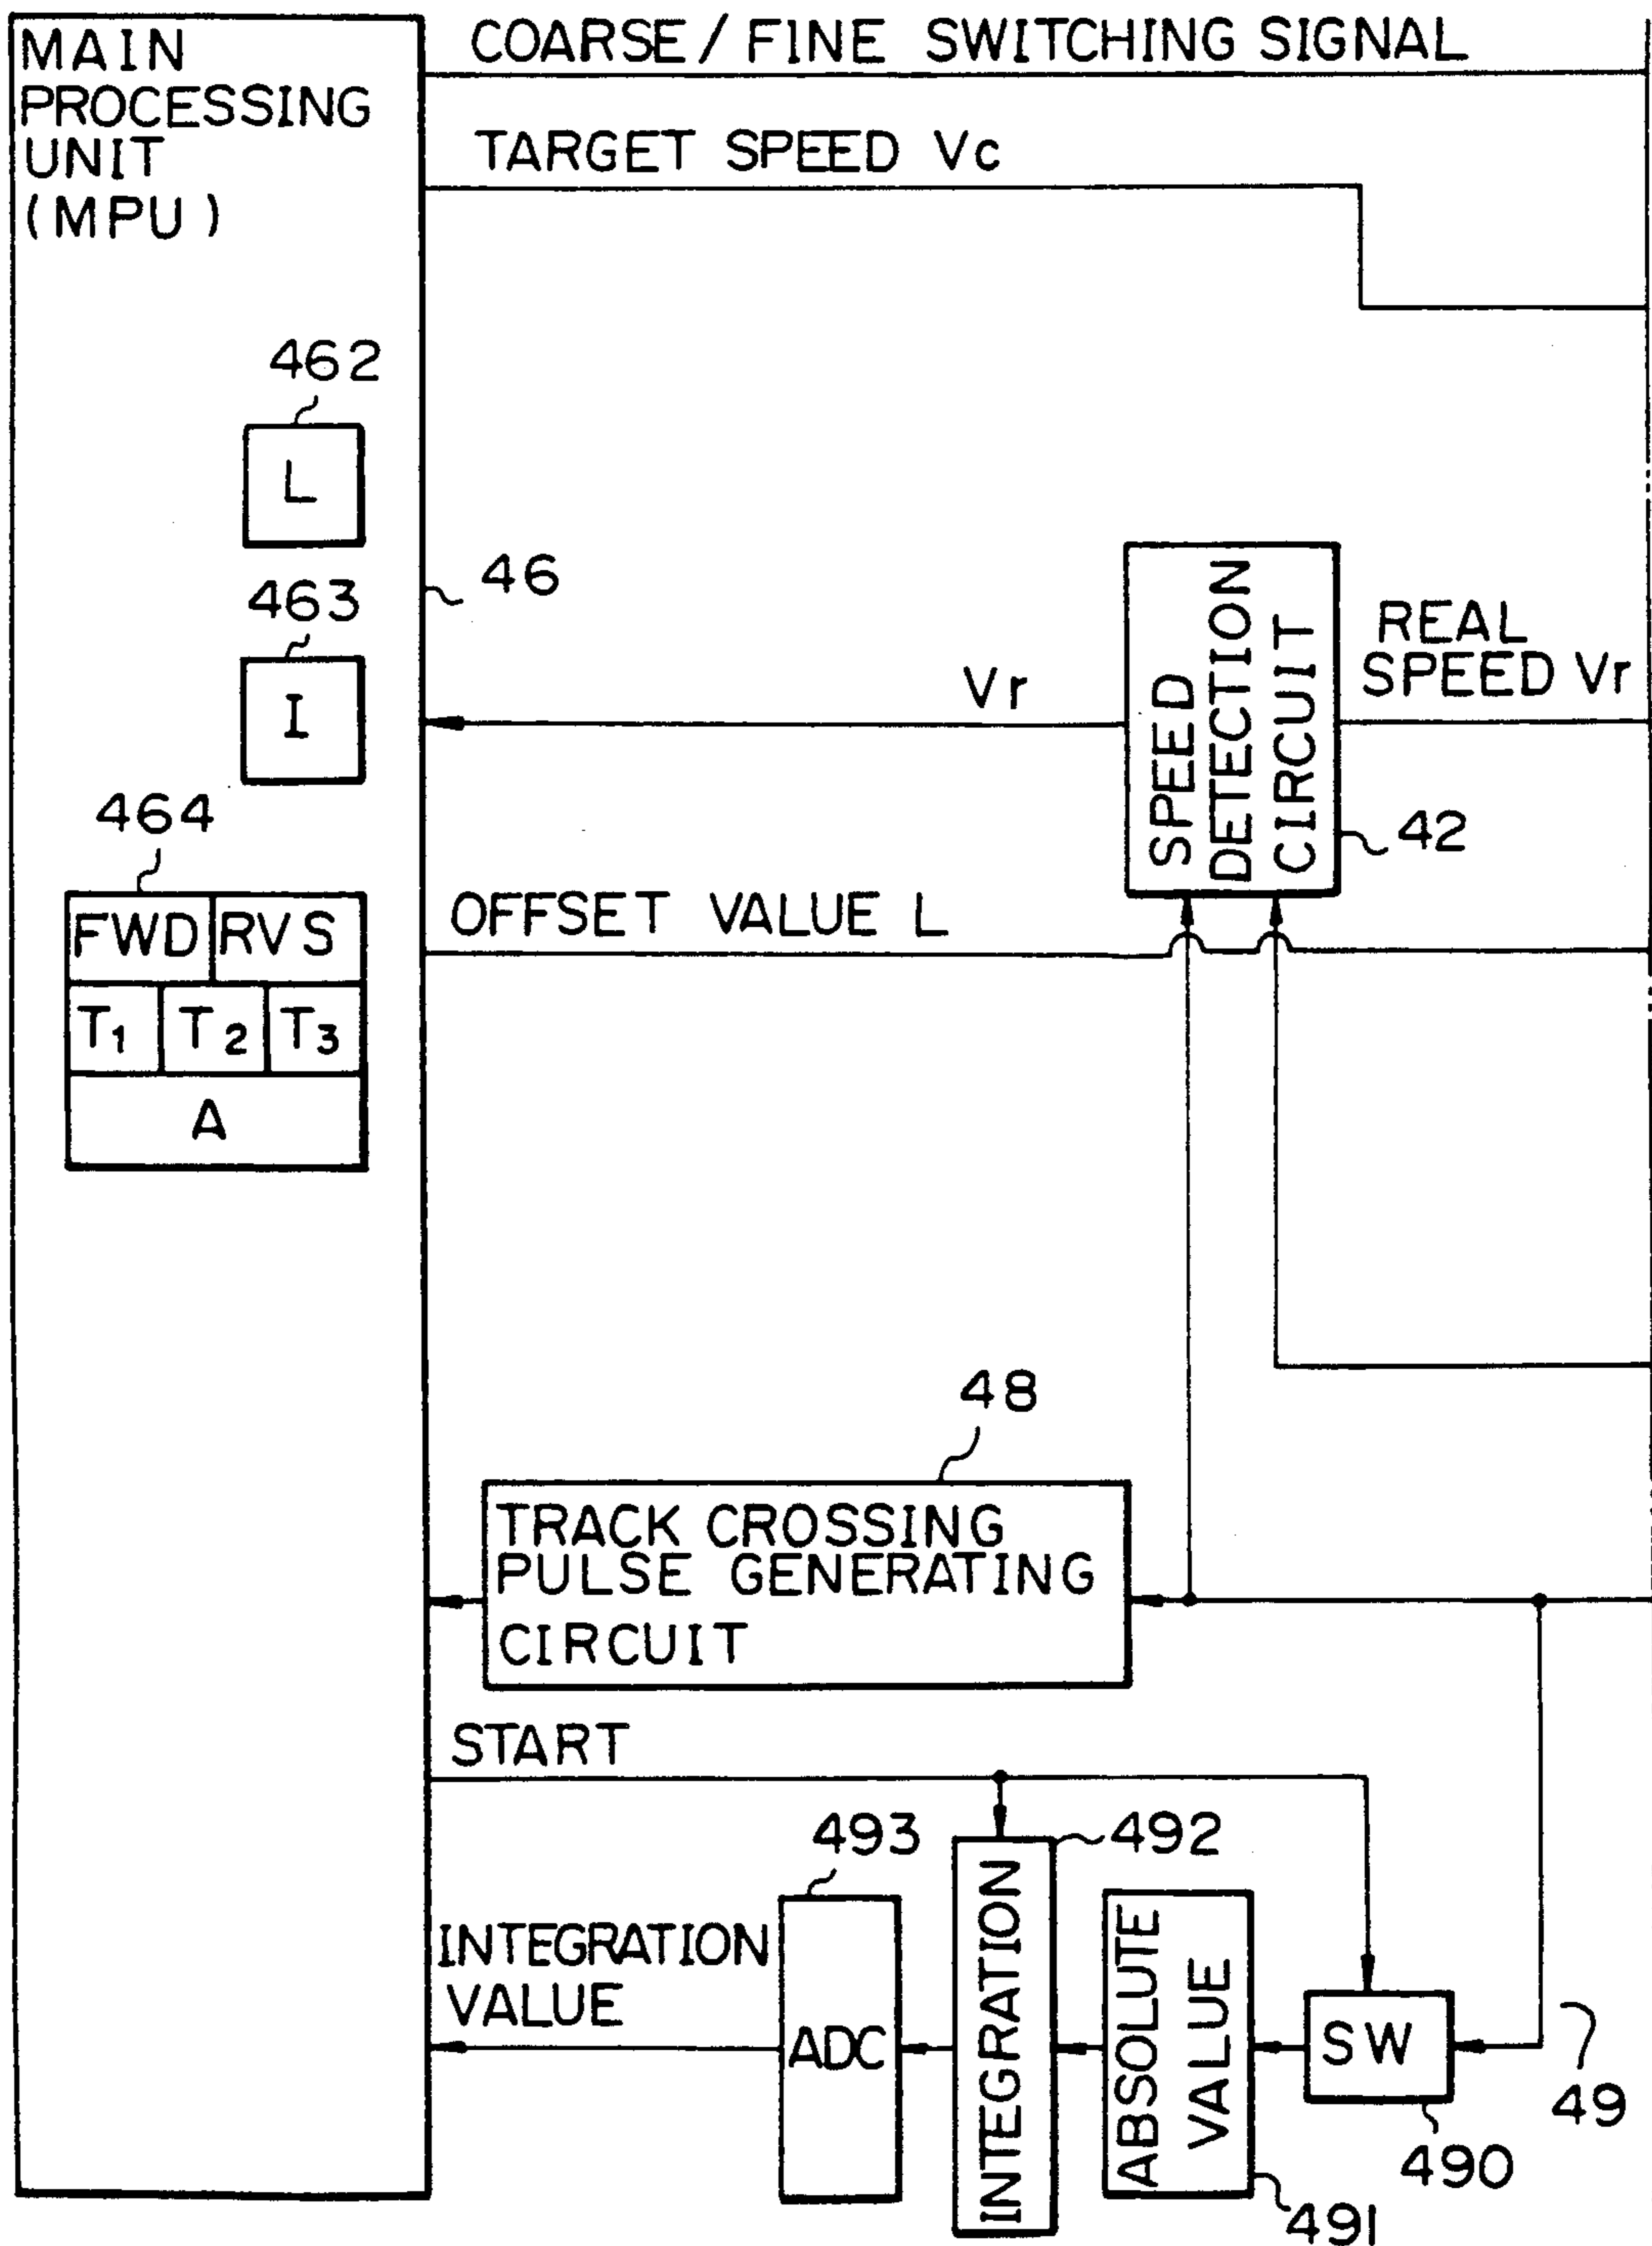 MAIN
PROCESSING
UNIT
(MPU)
COARSE/FINE SWITCHING SIGNAL
TARGET SPEED Vc
462
L
463
I
46
464
FWD RVS
T1 T2 T3
A
Vr
SPEED
DETECTION
CIRCUIT
REAL
SPEED Vr
42
OFFSET VALUE L
48
TRACK CROSSING
PULSE GENERATING
CIRCUIT
START
493
492
INTEGRATION
VALUE
ADC
INTEGRATION
ABSOLUTE
VALUE
SW
49
490
491